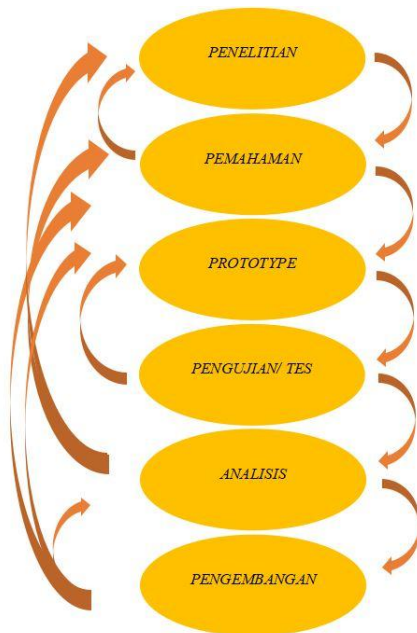 PENELITIAN
PEMAHAMAN
PROTOTYPE
PENGUJIAN/ TES
ANALISIS
PENGEMBANGAN